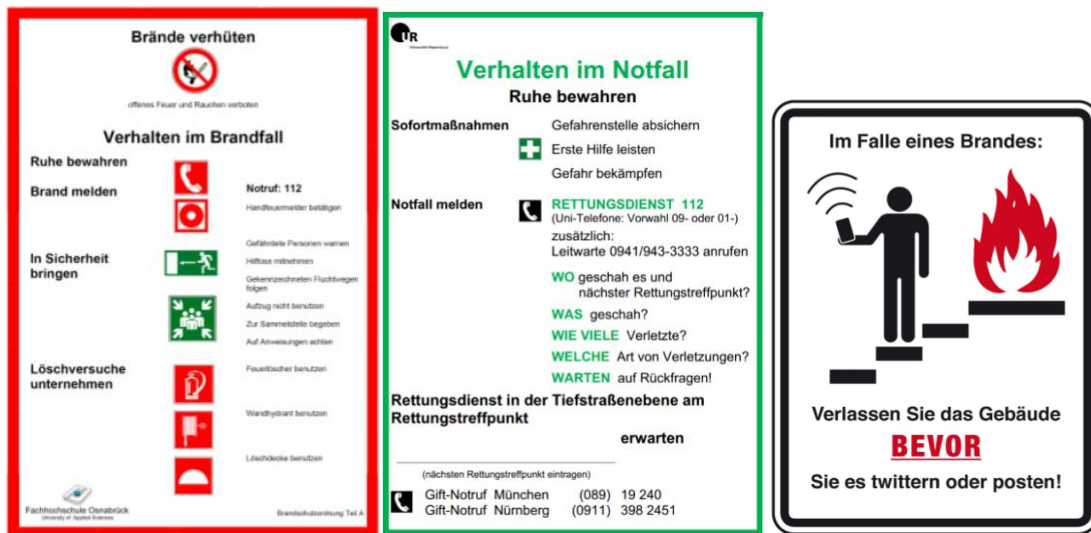 Brände verhüten
offenes Feuer und Rauchen verboten
Verhalten im Brandfall
Ruhe bewahren
Brand melden
Notruf: 112
Handfeuermelder betätigen
In Sicherheit
bringen
Gefährdete Personen warnen
Hilflose mitnehmen
Gekennzeichneten Fluchtwegen
folgen
Aufzug nicht benutzen
Zur Sammelstelle begeben
Auf Anweisungen achten
Löschversuche
unternehmen
Feuerlöscher benutzen
Wandhydrant benutzen
Löschdecke benutzen
Fachhochschule Osnabrück
University of Applied Sciences
Brandschutzordnung Teil A
UR
Universität Regensburg
Verhalten im Notfall
Ruhe bewahren
Sofortmaßnahmen
Gefahrenstelle absichern
Erste Hilfe leisten
Gefahr bekämpfen
Notfall melden
RETTUNGSDIENST 112
(Uni-Telefone: Vorwahl 09- oder 01-)
zusätzlich:
Leitwarte 0941/943-3333 anrufen
WO geschah es und
nächster Rettungstreffpunkt?
WAS geschah?
WIE VIELE Verletzte?
WELCHE Art von Verletzungen?
WARTEN auf Rückfragen!
Rettungsdienst in der Tiefstraßenebene am
Rettungstreffpunkt
erwarten
(nächsten Rettungstreffpunkt eintragen)
Gift-Notruf München (089) 19 240
Gift-Notruf Nürnberg (0911) 398 2451
Im Falle eines Brandes:
Verlassen Sie das Gebäude
BEVOR
Sie es twittern oder posten!